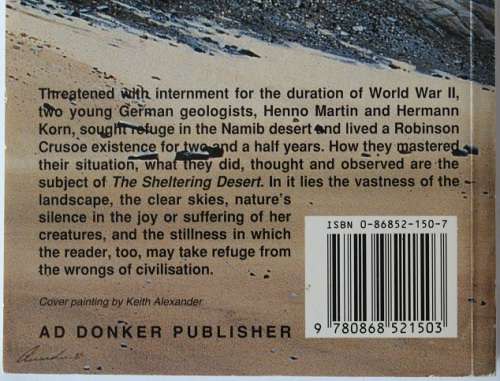 Threatened with internment for the duration of World War II,
two young German geologists, Henno Martin and Hermann
Korn, sought refuge in the Namib desert and lived a Robinson
Crusoe existence for two and a half years. How they mastered
their situation, what they did, thought and observed are the
subject of The Sheltering Desert. In it lies the vastness of the
landscape, the clear skies, nature's
silence in the joy or suffering of her
creatures, and the stillness in which
the reader, too, may take refuge from
the wrongs of civilisation.
Cover painting by Keith Alexander
AD DONKER PUBLISHER
ISBN 0-86852-150-7
9 780868 521503